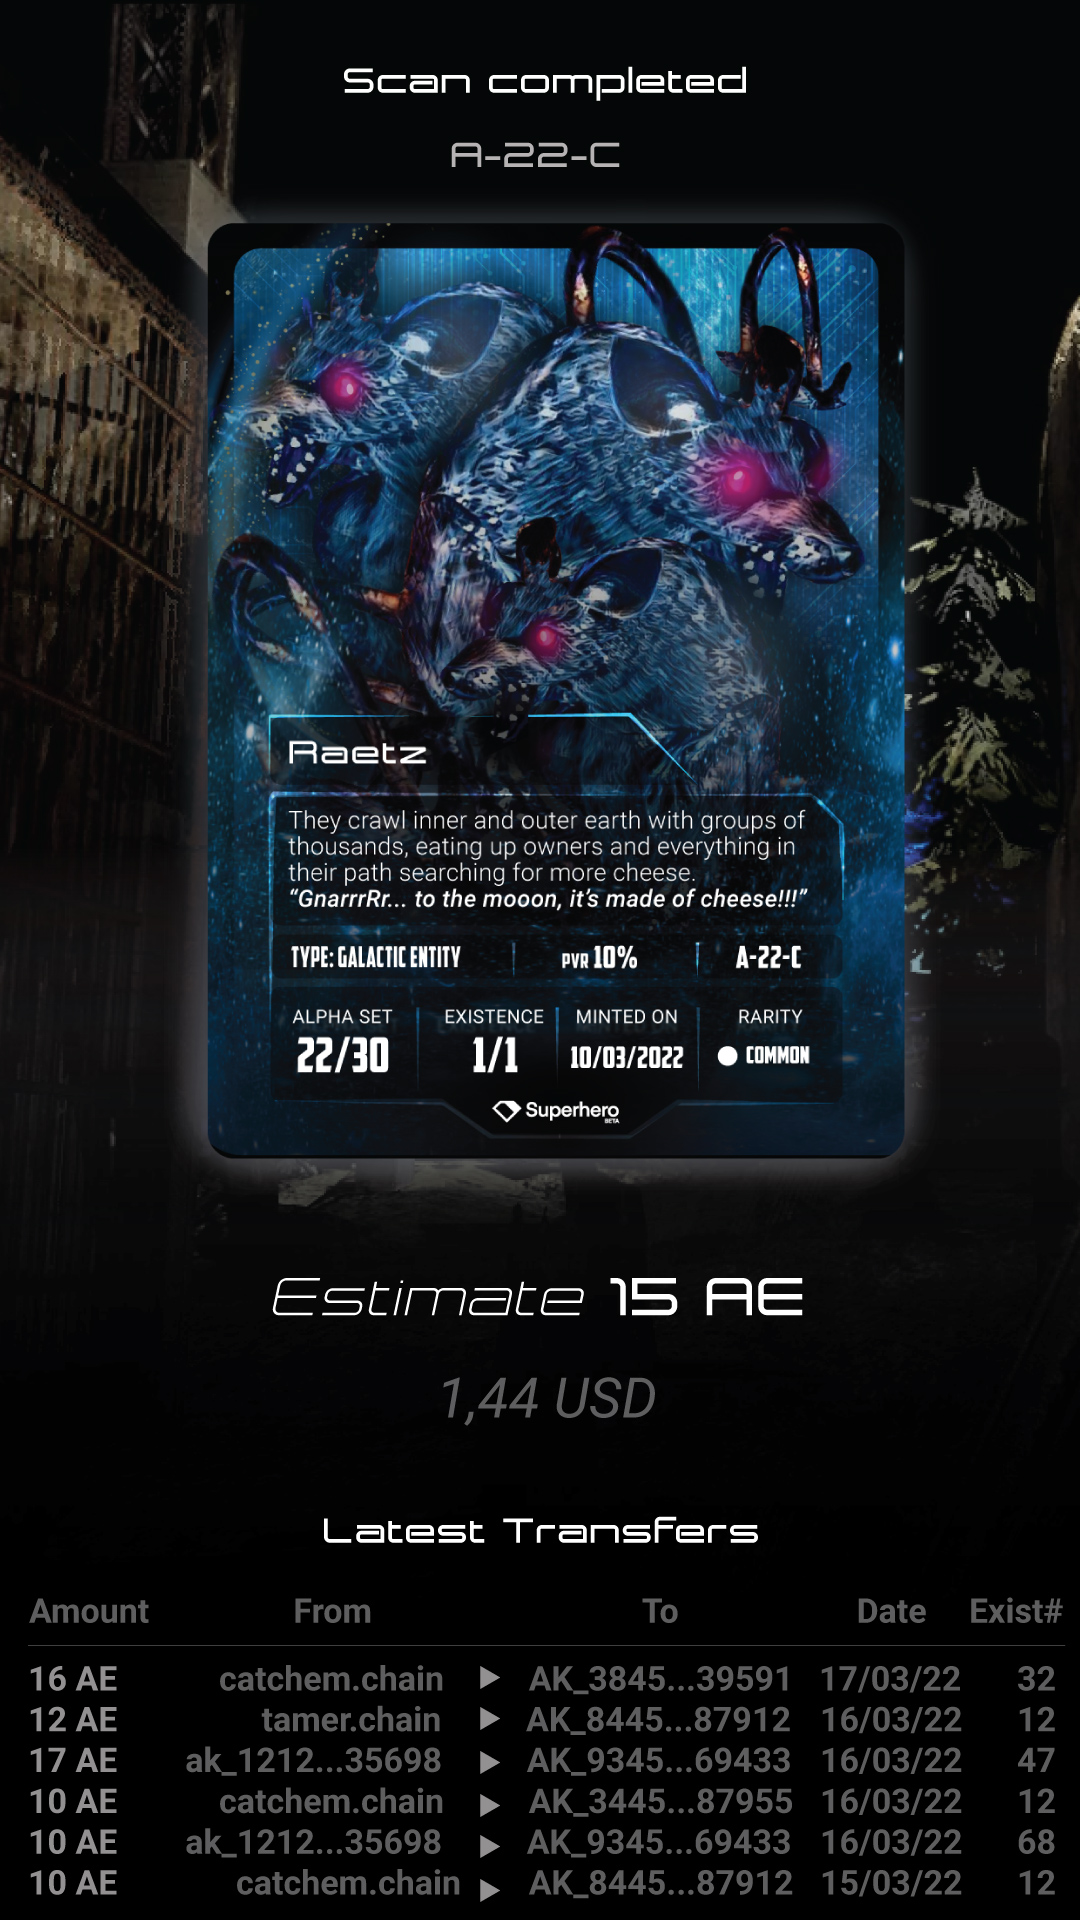 Scan completed
A-22-C
Raetz
They crawl inner and outer earth with groups of
thousands, eating up owners and everything in
their path searching for more cheese.
“GnarrrRr... to the mooon, it’s made of cheese!!!”
TYPE: GALACTIC ENTITY PVR 10% A-22-C
ALPHA SET EXISTENCE MINTED ON RARITY
22/30 1/1 10/03/2022 COMMON
Superhero
BETA
Estimate 15 AE
1,44 USD
Latest Transfers
Amount From To Date Exist#
16 AE catchem.chain ▶ AK_3845...39591 17/03/22 32
12 AE tamer.chain ▶ AK_8445...87912 16/03/22 12
17 AE ak_1212...35698 ▶ AK_9345...69433 16/03/22 47
10 AE catchem.chain ▶ AK_3445...87955 16/03/22 12
10 AE ak_1212...35698 ▶ AK_9345...69433 16/03/22 68
10 AE catchem.chain ▶ AK_8445...87912 15/03/22 12